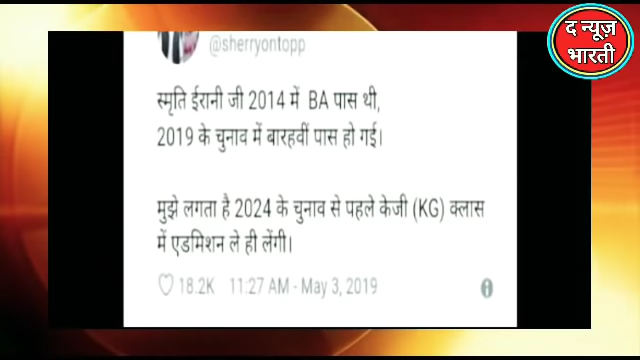 द न्यूज़
भारती
@sherryontopp
स्मृति ईरानी जी 2014 में BA पास थी,
2019 के चुनाव में बारहवीं पास हो गई।
मुझे लगता है 2024 के चुनाव से पहले केजी (KG) क्लास
में एडमिशन ले ही लेंगी।
18.2K 11:27 AM - May 3, 2019